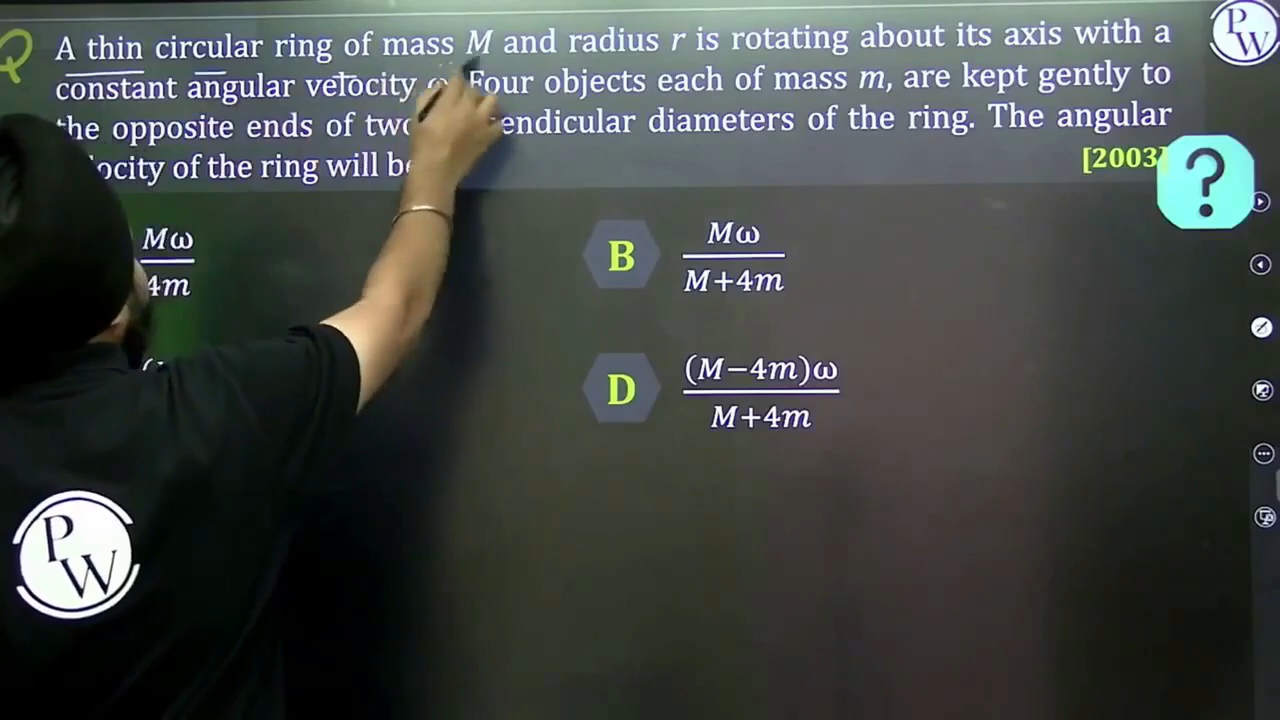 Q A thin circular ring of mass M and radius r is rotating about its axis with a
constant angular velocity Four objects each of mass m, are kept gently to
the opposite ends of two diameters of the ring. The angular
of the ring will be
[2003]
?
Mω
4m
B Mω
M+4m
D (M−4m)ω
M+4m
PW
PW